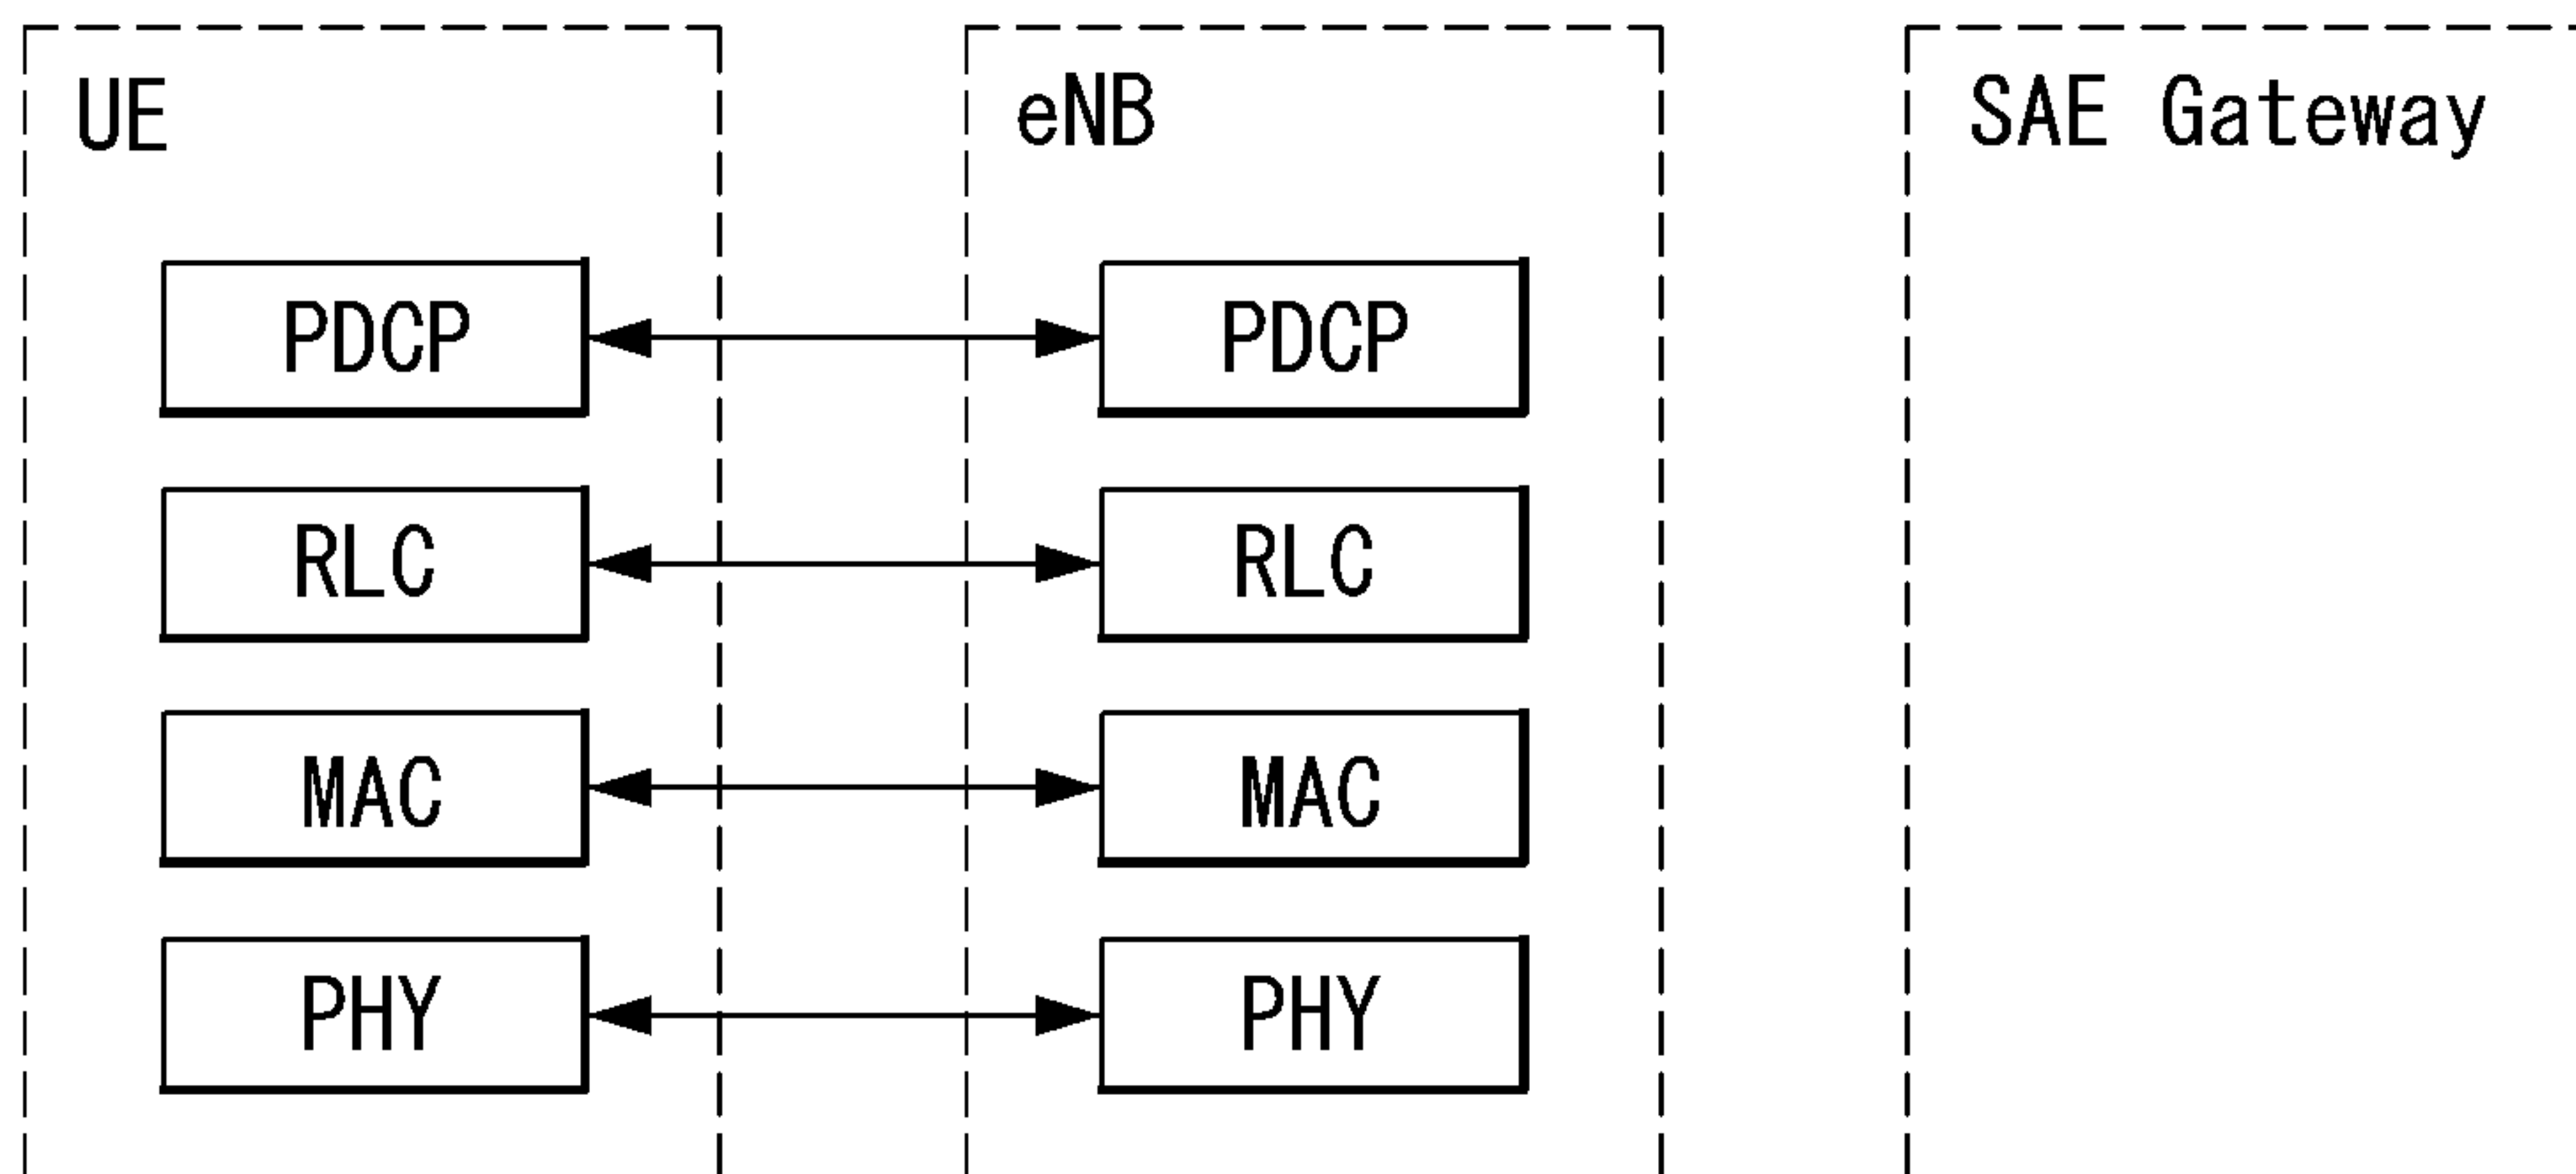 UE
eNB
SAE Gateway
PDCP
PDCP
RLC
RLC
MAC
MAC
PHY
PHY